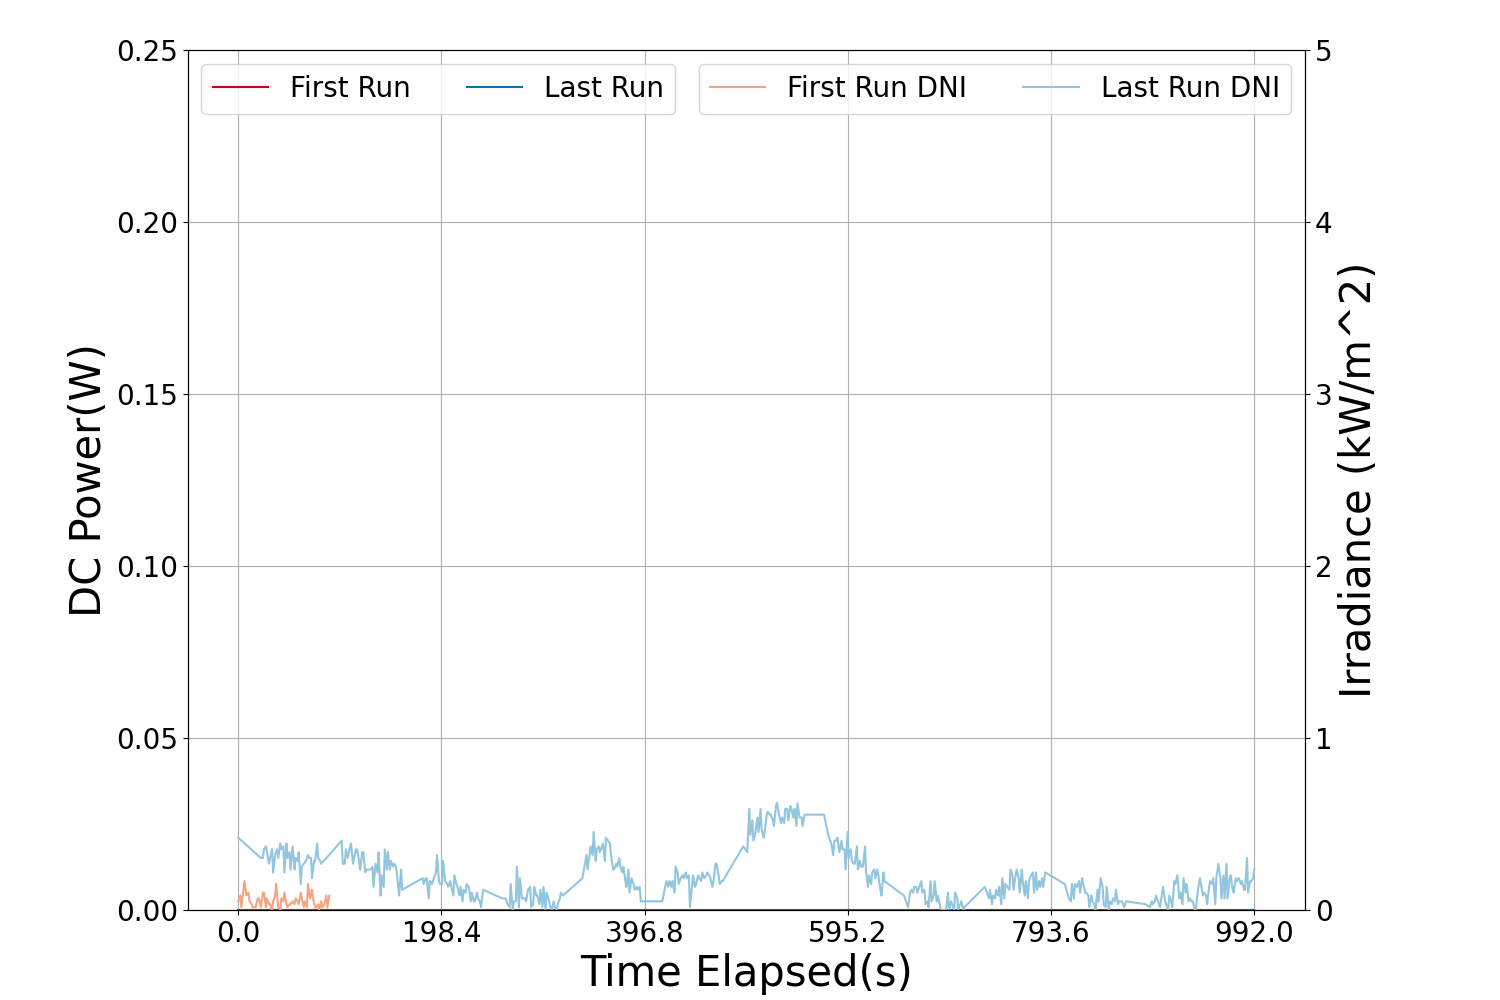 First Run
Last Run
First Run DNI
Last Run DNI
DC Power(W)
0.25
0.20
0.15
0.10
0.05
0.00
5
4
3
2
1
0
Irradiance (kW/m^2)
0.0
198.4
396.8
595.2
793.6
992.0
Time Elapsed(s)